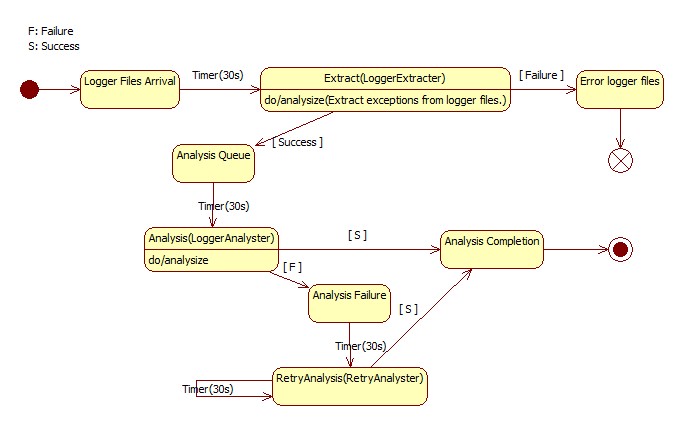 F: Failure
S: Success
Logger Files Arrival
Timer(30s)
Extract(LoggerExtracter)
do/analysize(Extract exceptions from logger files.)
[ Failure ]
Error logger files
[ Success ]
Analysis Queue
Timer(30s)
Analysis(LoggerAnalyster)
do/analysize
[ S ]
Analysis Completion
[ F ]
Analysis Failure
[ S ]
Timer(30s)
RetryAnalysis(RetryAnalyster)
Timer(30s)